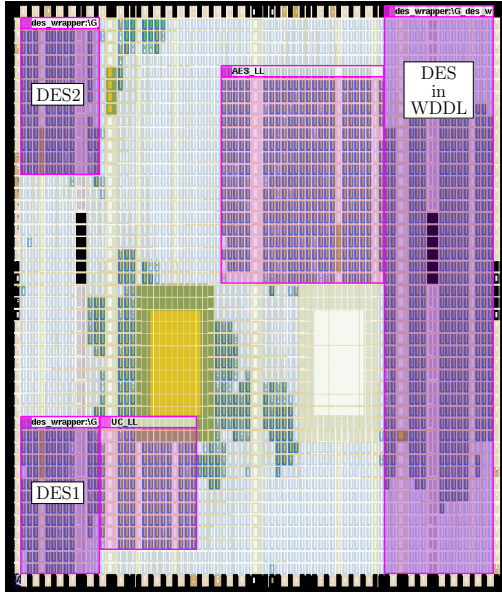 des_wrapper:\G
des_wrapper:\G_des_w
DES2
AES_LL
DES
in
WDDL
des_wrapper:\G
UC_LL
DES1